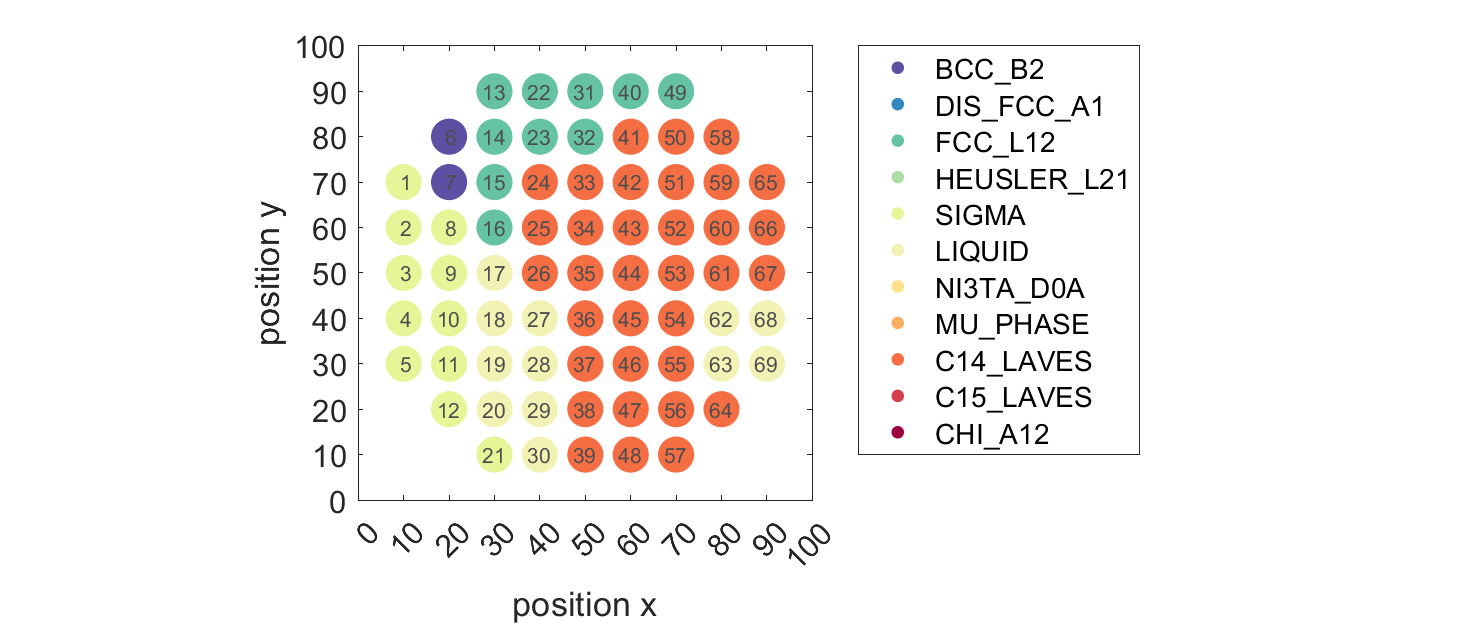 100
90
80
70
60
50
40
30
20
10
0
13 22 31 40 49
6 14 23 32 41 50 58
1 7 15 24 33 42 51 59 65
2 8 16 25 34 43 52 60 66
3 9 17 26 35 44 53 61 67
4 10 18 27 36 45 54 62 68
5 11 19 28 37 46 55 63 69
12 20 29 38 47 56 64
21 30 39 48 57
0 10 20 30 40 50 60 70 80 90 100
position x
position y
BCC_B2
DIS_FCC_A1
FCC_L12
HEUSLER_L21
SIGMA
LIQUID
NI3TA_D0A
MU_PHASE
C14_LAVES
C15_LAVES
CHI_A12